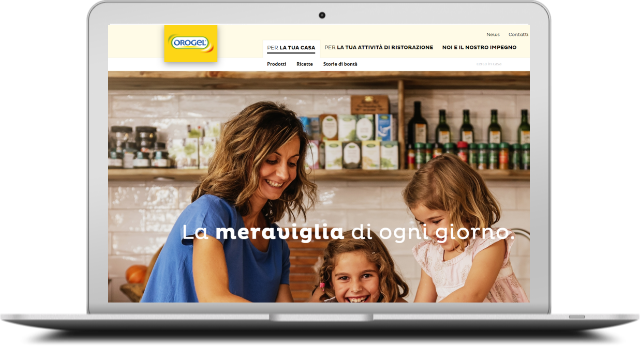 News Contatti
OROGEL
PER LA TUA CASA PER LA TUA ATTIVITÀ DI RISTORAZIONE NOI E IL NOSTRO IMPEGNO
Prodotti Ricette Storie di bontà
La meraviglia di ogni giorno.